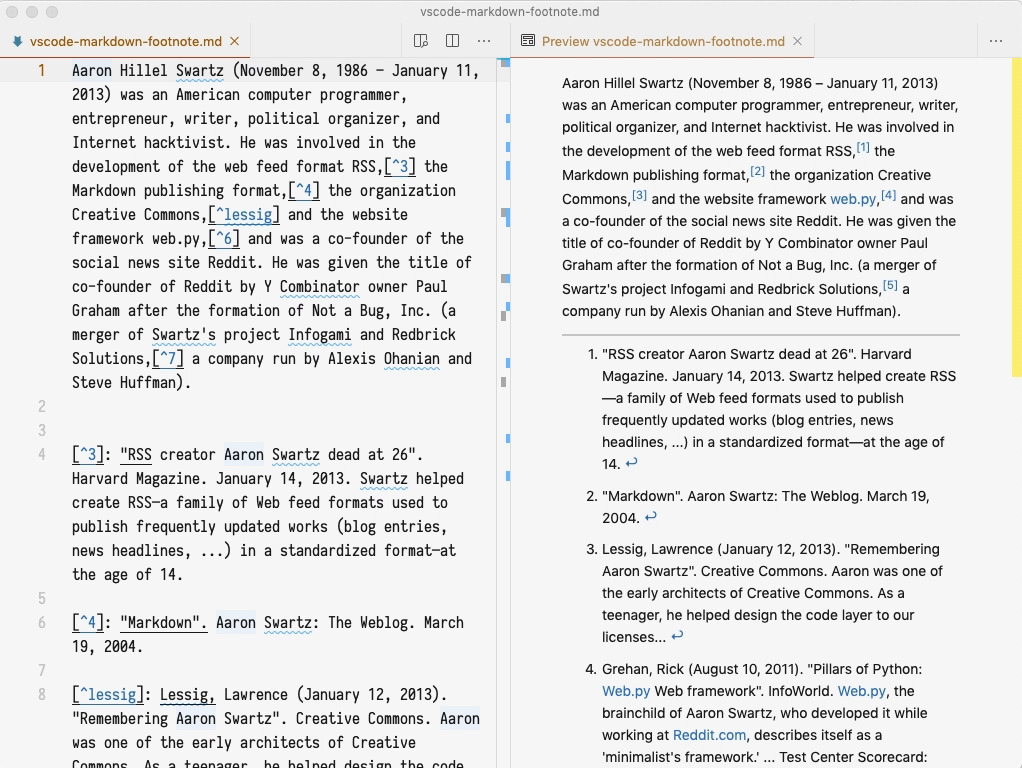 vscode-markdown-footnote.md
vscode-markdown-footnote.md
1 Aaron Hillel Swartz (November 8, 1986 – January 11,
2013) was an American computer programmer,
entrepreneur, writer, political organizer, and
Internet hacktivist. He was involved in the
development of the web feed format RSS,[^3] the
Markdown publishing format,[^4] the organization
Creative Commons,[^lessig] and the website
framework web.py,[^6] and was a co-founder of the
social news site Reddit. He was given the title of
co-founder of Reddit by Y Combinator owner Paul
Graham after the formation of Not a Bug, Inc. (a
merger of Swartz's project Infogami and Redbrick
Solutions,[^7] a company run by Alexis Ohanian and
Steve Huffman).
2
3
4 [^3]: "RSS creator Aaron Swartz dead at 26".
Harvard Magazine. January 14, 2013. Swartz helped
create RSS—a family of Web feed formats used to
publish frequently updated works (blog entries,
news headlines, ...) in a standardized format—at
the age of 14.
5
6 [^4]: "Markdown". Aaron Swartz: The Weblog. March
19, 2004.
7
8 [^lessig]: Lessig, Lawrence (January 12, 2013).
"Remembering Aaron Swartz". Creative Commons. Aaron
was one of the early architects of Creative
Commons. As a teenager, he helped design the code
Preview vscode-markdown-footnote.md
Aaron Hillel Swartz (November 8, 1986 – January 11, 2013)
was an American computer programmer, entrepreneur, writer,
political organizer, and Internet hacktivist. He was involved in
the development of the web feed format RSS,[1] the
Markdown publishing format,[2] the organization Creative
Commons,[3] and the website framework web.py,[4] and was
a co-founder of the social news site Reddit. He was given the
title of co-founder of Reddit by Y Combinator owner Paul
Graham after the formation of Not a Bug, Inc. (a merger of
Swartz's project Infogami and Redbrick Solutions,[5] a
company run by Alexis Ohanian and Steve Huffman).
1. "RSS creator Aaron Swartz dead at 26". Harvard
Magazine. January 14, 2013. Swartz helped create RSS
—a family of Web feed formats used to publish
frequently updated works (blog entries, news
headlines, ...) in a standardized format—at the age of
14. ↩
2. "Markdown". Aaron Swartz: The Weblog. March 19,
2004. ↩
3. Lessig, Lawrence (January 12, 2013). "Remembering
Aaron Swartz". Creative Commons. Aaron was one of
the early architects of Creative Commons. As a
teenager, he helped design the code layer to our
licenses... ↩
4. Grehan, Rick (August 10, 2011). "Pillars of Python:
Web.py Web framework". InfoWorld. Web.py, the
brainchild of Aaron Swartz, who developed it while
working at Reddit.com, describes itself as a
'minimalist's framework.' ... Test Center Scorecard: